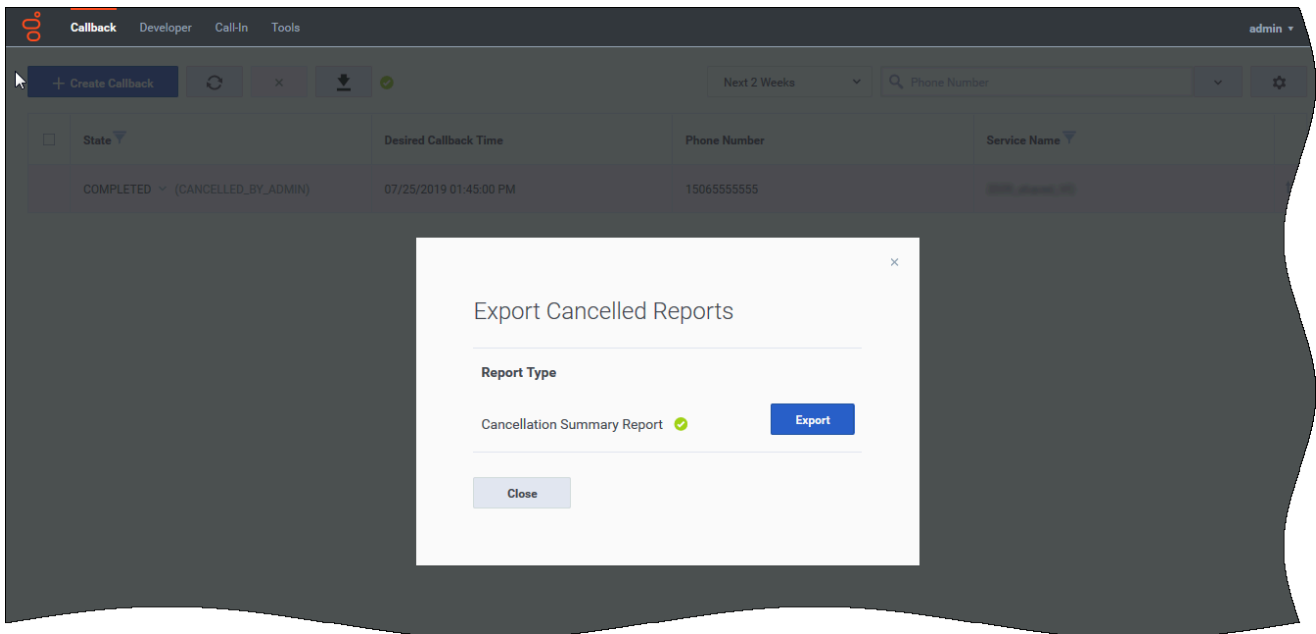 Callback Developer Call-In Tools admin
+ Create Callback Next 2 Weeks Phone Number
State Desired Callback Time Phone Number Service Name
COMPLETED (CANCELLED_BY_ADMIN) 07/25/2019 01:45:00 PM 15065555555
Export Cancelled Reports
Report Type
Cancellation Summary Report Export
Close